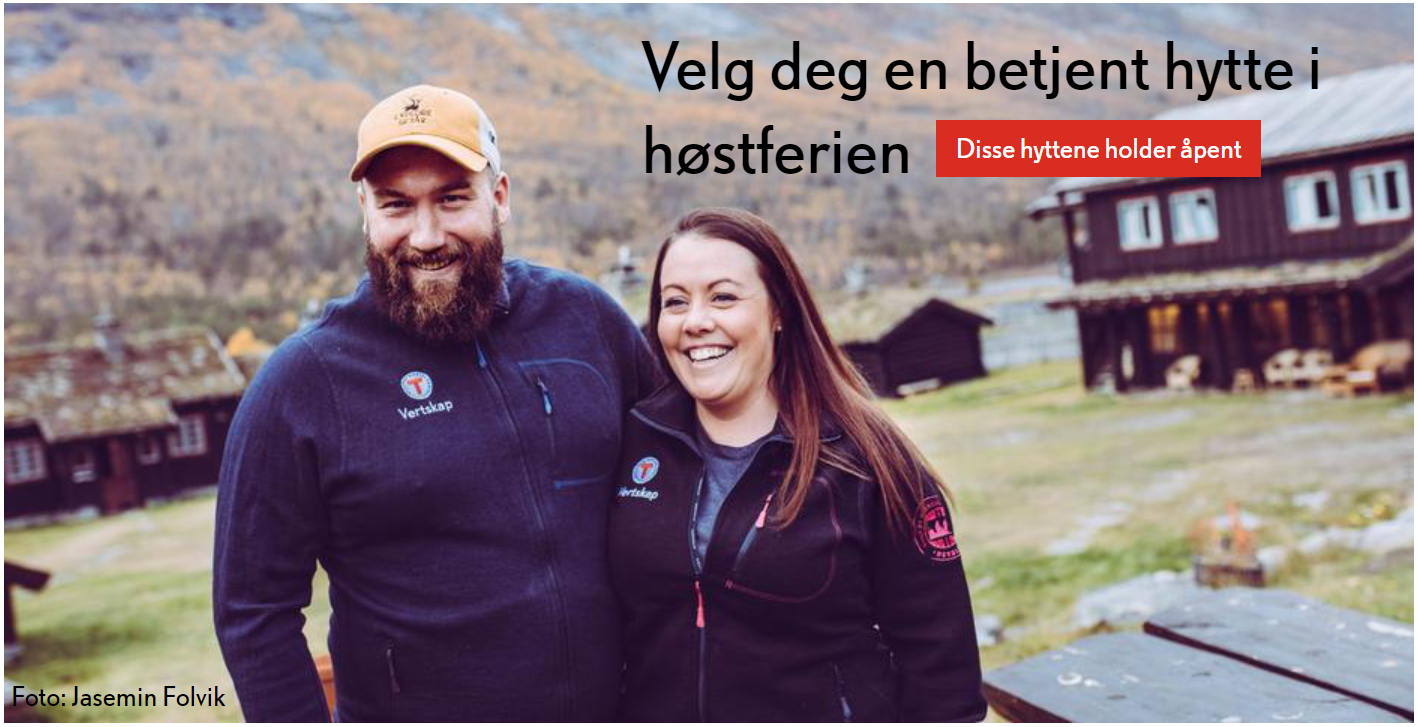 Velg deg en betjent hytte i
høstferien
Disse hyttene holder åpent
T
Vertskap
T
Vertskap
Foto: Jasemin Folvik